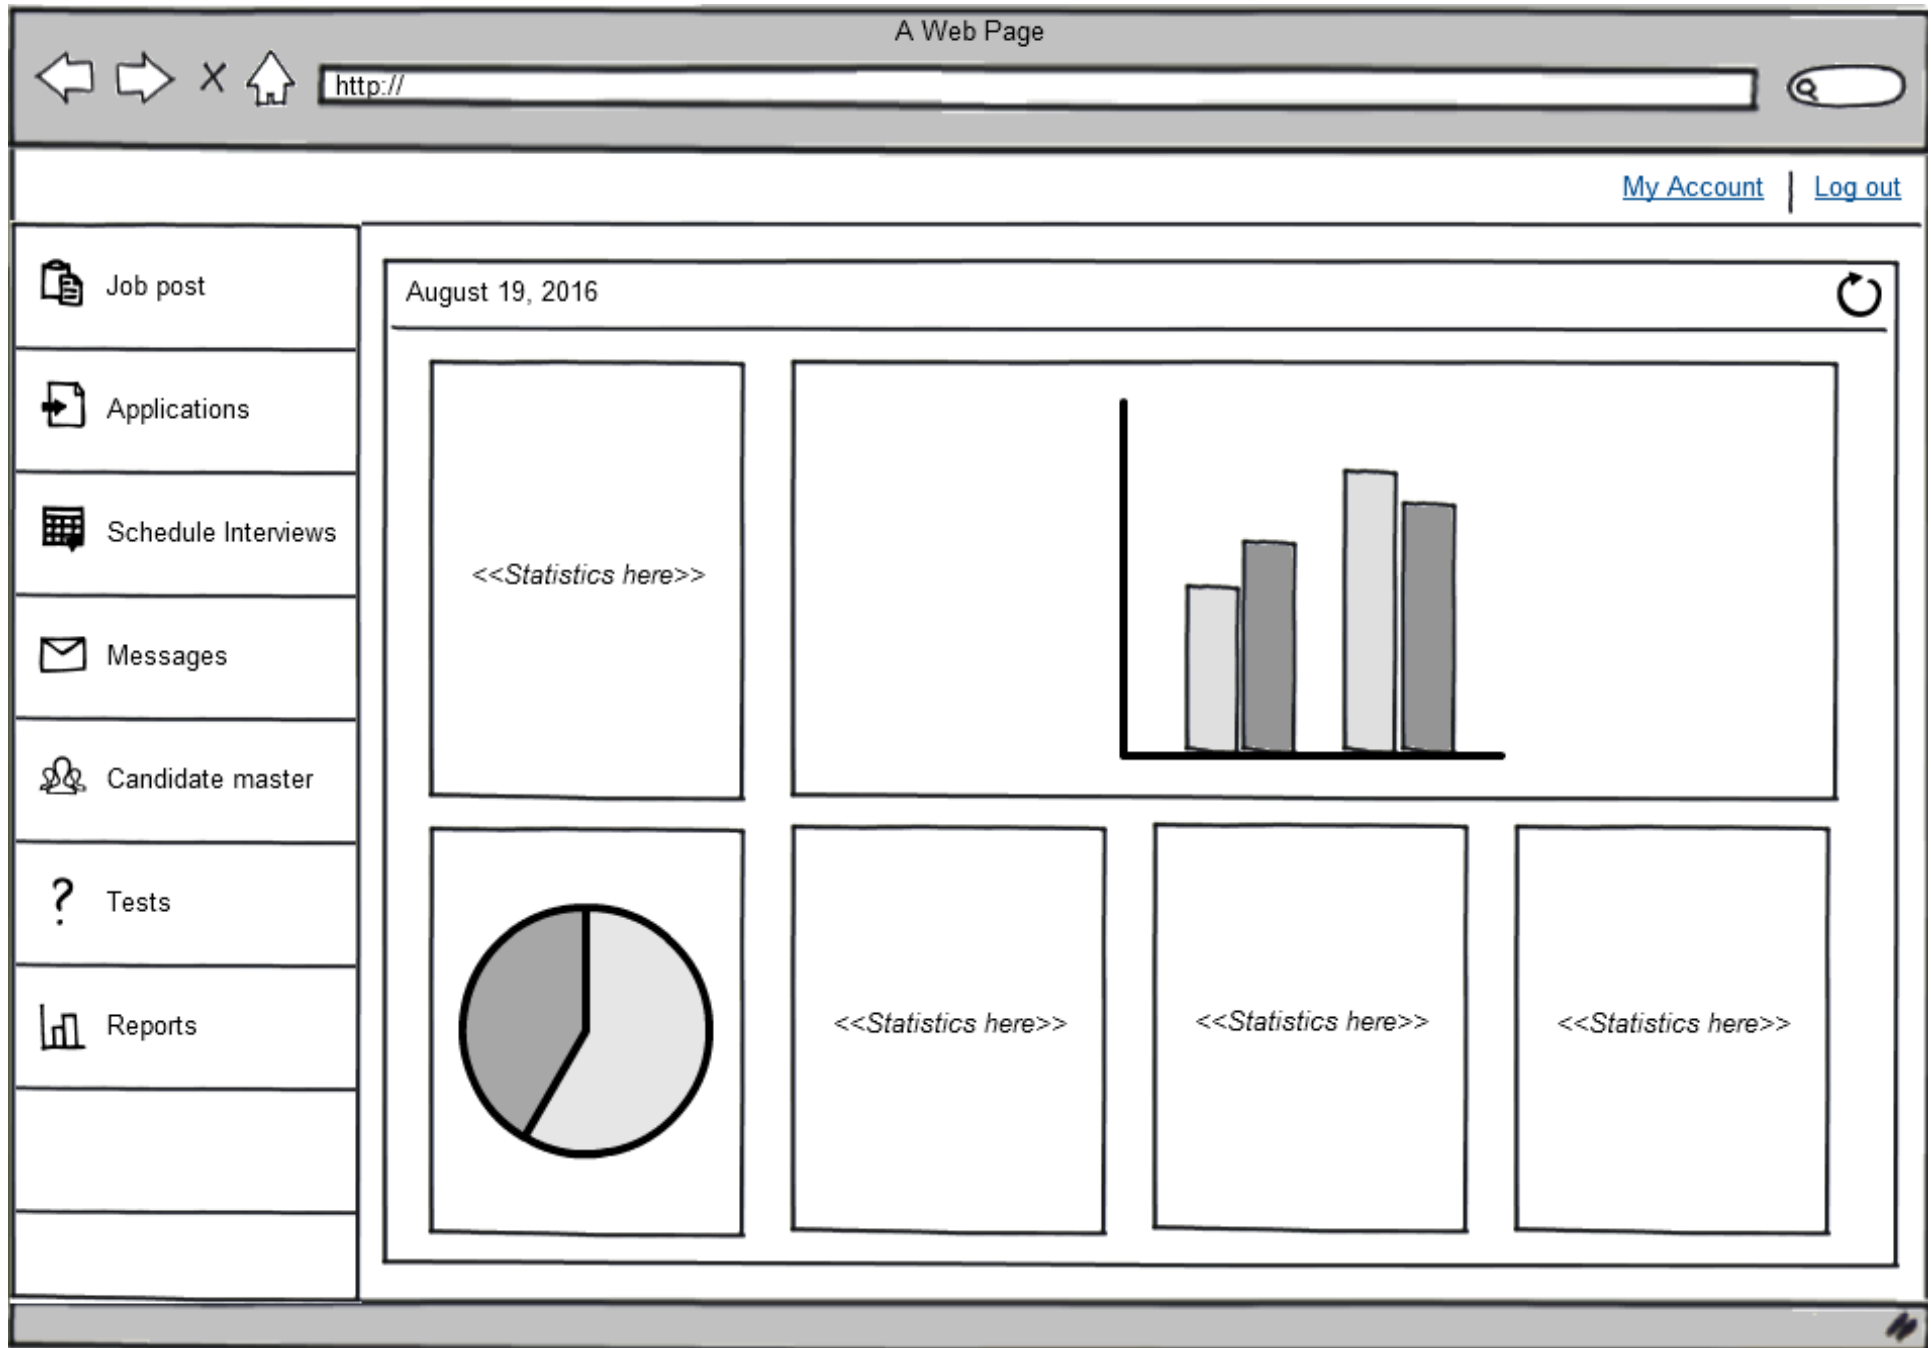 A Web Page
http://
My Account
Log out
Job post
Applications
Schedule Interviews
Messages
Candidate master
Tests
Reports
August 19, 2016
<<Statistics here>>
<<Statistics here>>
<<Statistics here>>
<<Statistics here>>